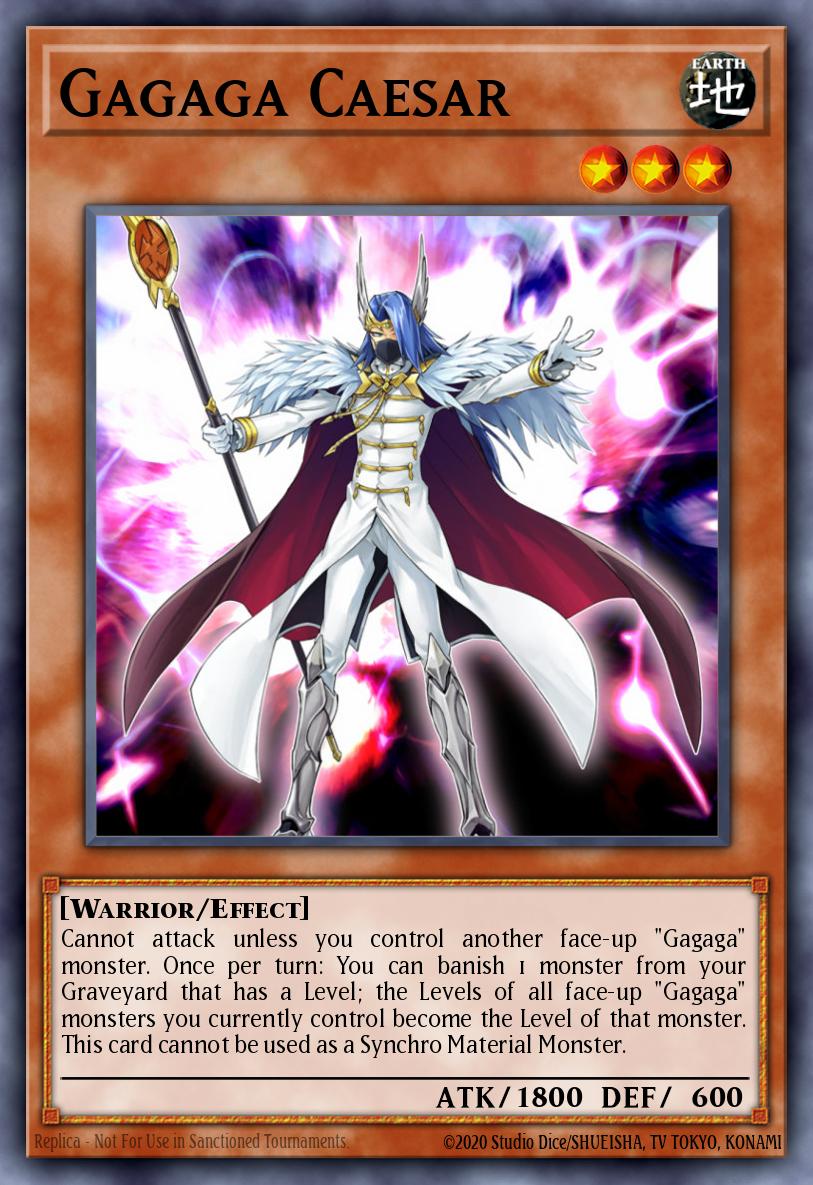 Gagaga Caesar
EARTH
地
[Warrior/Effect]
Cannot attack unless you control another face-up "Gagaga"
monster. Once per turn: You can banish 1 monster from your
Graveyard that has a Level; the Levels of all face-up "Gagaga"
monsters you currently control become the Level of that monster.
This card cannot be used as a Synchro Material Monster.
ATK/1800 DEF/ 600
Replica - Not For Use in Sanctioned Tournaments.
©2020 Studio Dice/SHUEISHA, TV TOKYO, KONAMI